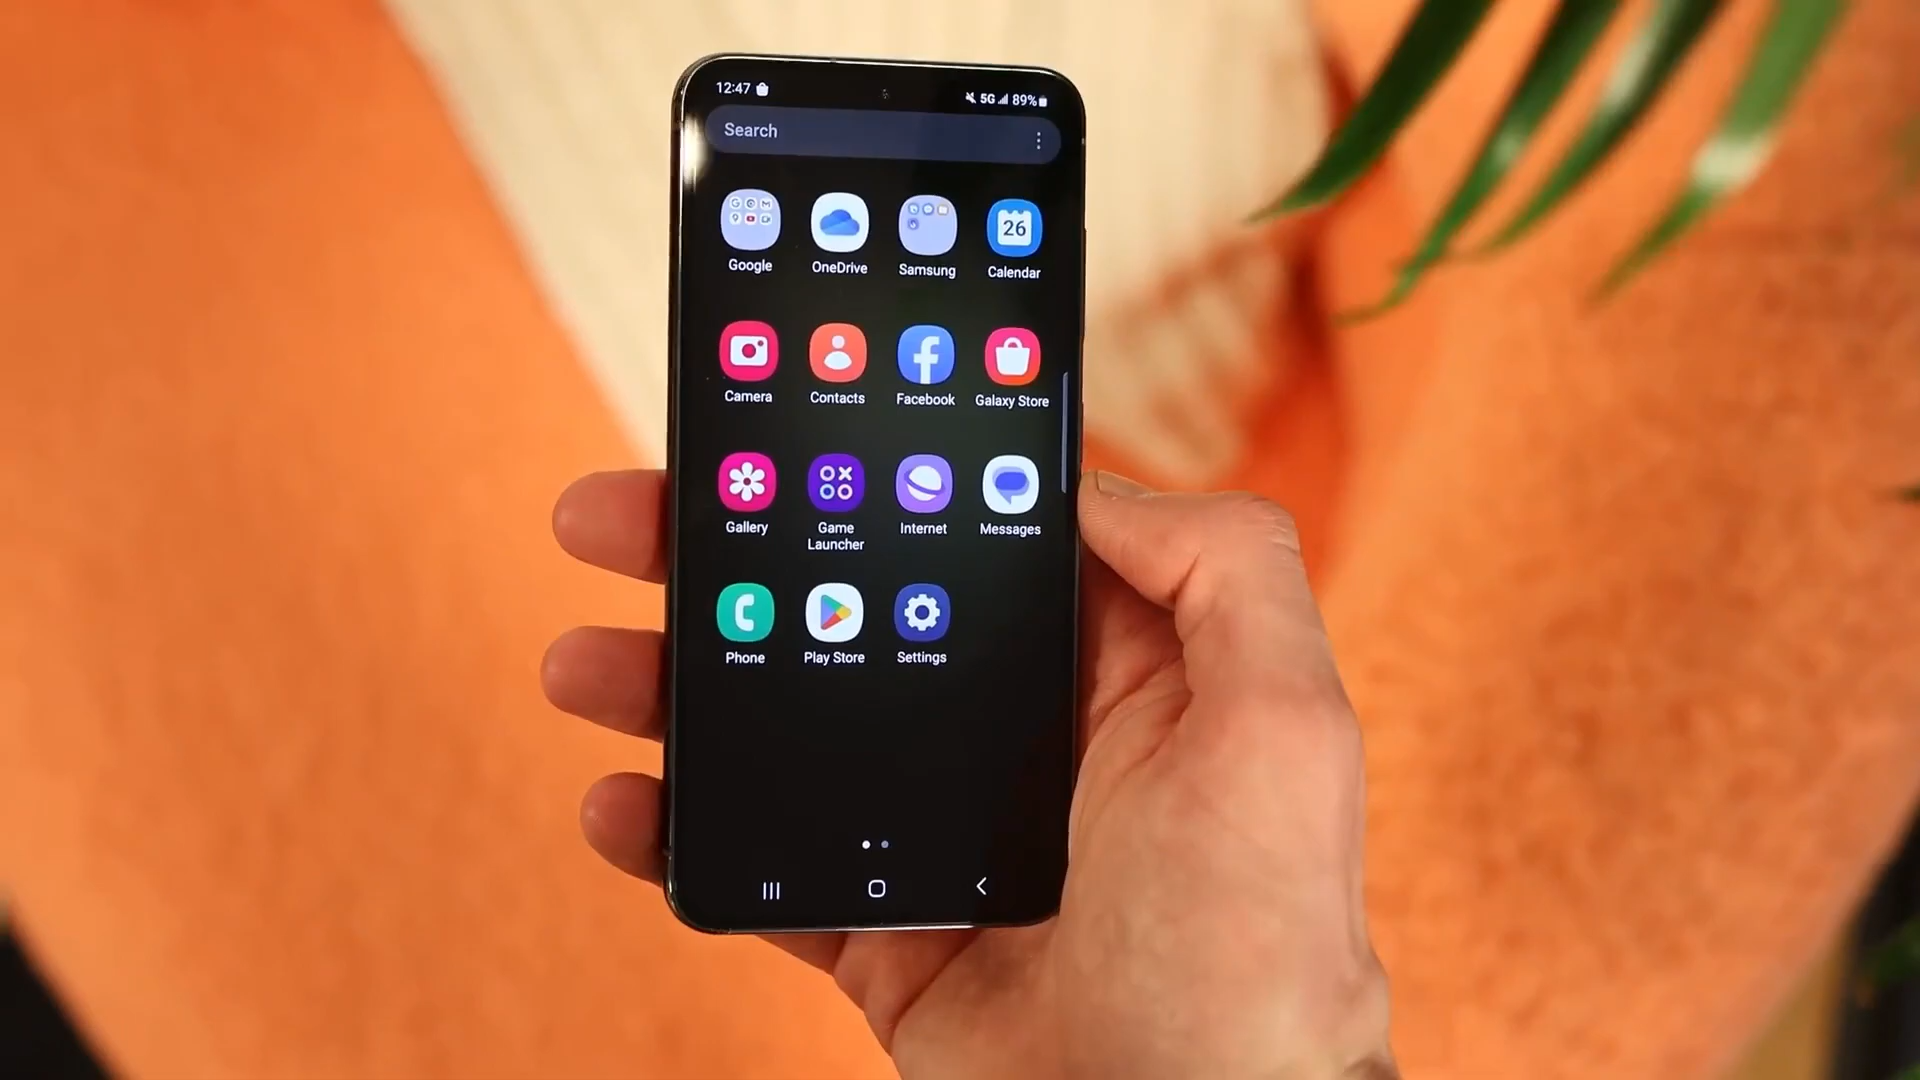 12:47
5G 89%
Search
Google OneDrive Samsung Calendar
26
Camera Contacts Facebook Galaxy Store
Gallery Game Launcher Internet Messages
Phone Play Store Settings